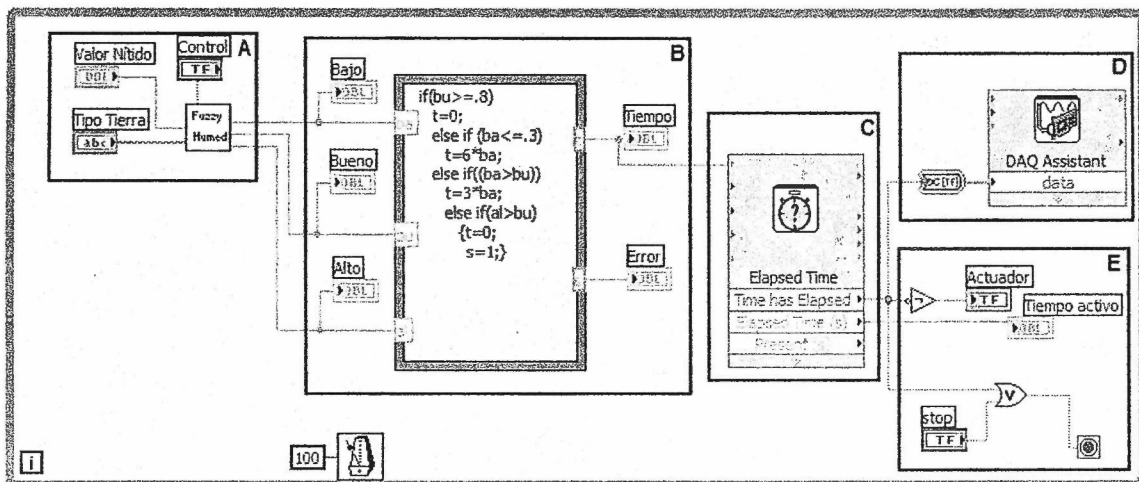 A
Valor Nítido
Control
TF
Tipo Tierra
abc
Fuzzy
Humed
B
Bajo
DBL
Bueno
DBL
Alto
DBL
if(bu>=.8)
t=0;
else if (ba<=.3)
t=6*ba;
else if((ba>bu))
t=3*ba;
else if(al>bu)
{t=0;
s=1;}
Tiempo
DBL
Error
DBL
C
?
Elapsed Time
Time has Elapsed
Elapsed Time (s)
Present
D
DAQ Assistant
data
E
Actuador
TF
Tiempo activo
DBL
V
stop
TF
i
100